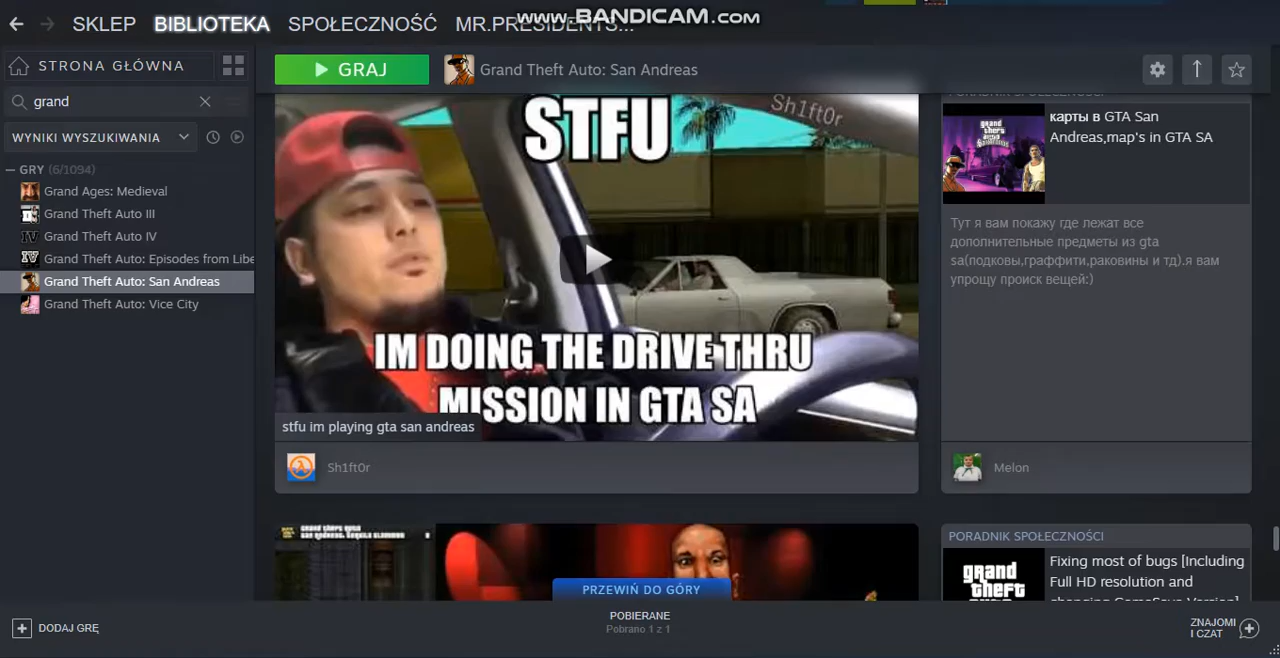 www.BANDICAM.com
SKLEP BIBLIOTEKA SPOŁECZNOŚĆ MR.PRESIDENTS...
STRONA GŁÓWNA
grand
WYNIKI WYSZUKIWANIA
GRY (6/1094)
Grand Ages: Medieval
Grand Theft Auto III
Grand Theft Auto IV
Grand Theft Auto: Episodes from Libe
Grand Theft Auto: San Andreas
Grand Theft Auto: Vice City
DODAJ GRĘ
GRAJ
Grand Theft Auto: San Andreas
Sh1ft0r
STFU
IM DOING THE DRIVE THRU
MISSION IN GTA SA
stfu im playing gta san andreas
Sh1ft0r
карты в GTA San
Andreas,map's in GTA SA
Тут я вам покажу где лежат все
дополнительные предметы из gta
sa(подковы,граффити,раковины и тд).я вам
упрощу происк вещей:)
Melon
PORADNIK SPOŁECZNOŚCI
grand
theft
auto
Fixing most of bugs [Including
Full HD resolution and
changing GameSave Version]
PRZEWIŃ DO GÓRY
POBIERANE
Pobrano 1 z 1
ZNAJOMI
I CZAT